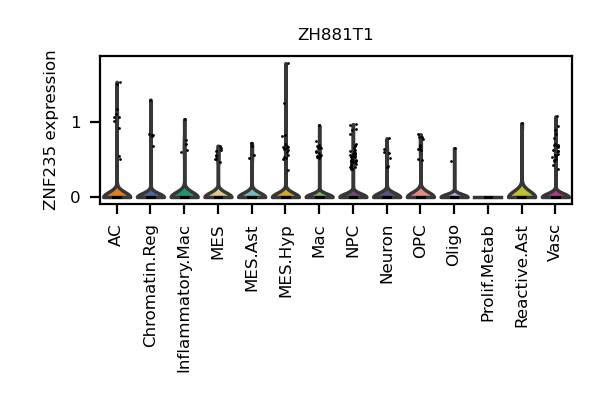 ZH881T1
ZNF235 expression
1
0
AC
Chromatin.Reg
Inflammatory.Mac
MES
MES.Ast
MES.Hyp
Mac
NPC
Neuron
OPC
Oligo
Prolif.Metab
Reactive.Ast
Vasc